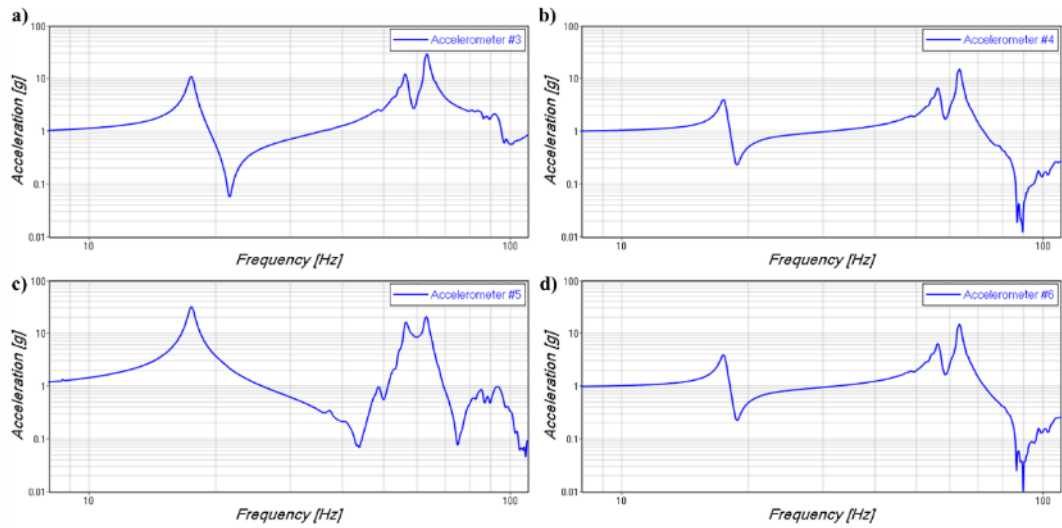 a)
100
10
1
0.1
0.01
Acceleration [g]
Accelerometer #3
10
100
Frequency [Hz]
b)
100
10
1
0.1
0.01
Acceleration [g]
Accelerometer #4
10
100
Frequency [Hz]
c)
100
10
1
0.1
0.01
Acceleration [g]
Accelerometer #5
10
100
Frequency [Hz]
d)
100
10
1
0.1
0.01
Acceleration [g]
Accelerometer #6
10
100
Frequency [Hz]